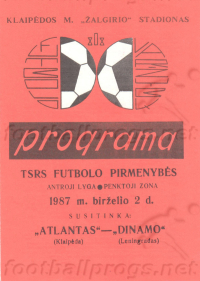 KLAIPĖDOS M. „ŽALGIRIO" STADIONAS
programa
TSRS FUTBOLO PIRMENYBĖS
ANTROJI LYGA ● PENKTOJI ZONA
1987 m. birželio 2 d.
SUSITINKA:
„ATLANTAS"—„DINAMO"
(Klaipėda) (Leningradas)
footballprogs.net